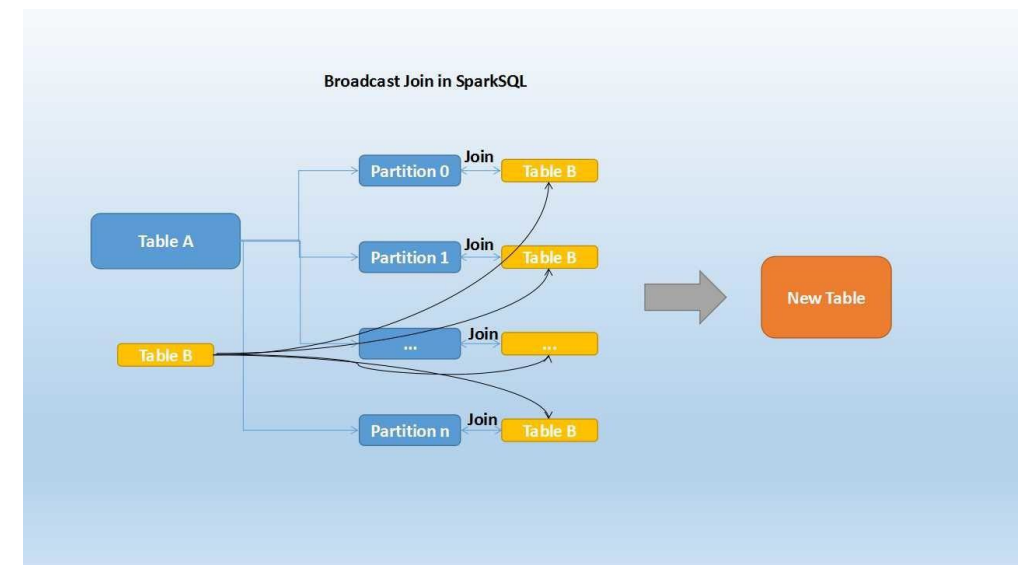 Broadcast Join in SparkSQL
Partition 0
Join
Table B
Table A
Partition 1
Join
Table B
New Table
Table B
...
Join
...
Partition n
Join
Table B